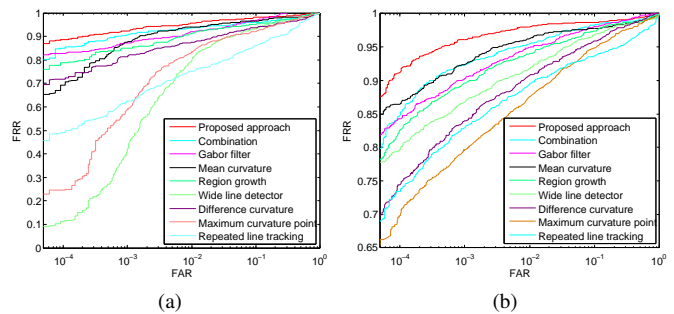 1
0.9
0.8
0.7
0.6
0.5
0.4
0.3
0.2
0.1
0
FRR
10⁻⁴
10⁻³
10⁻²
10⁻¹
10⁰
FAR
Proposed approach
Combination
Gabor filter
Mean curvature
Region growth
Wide line detector
Difference curvature
Maximum curvature point
Repeated line tracking
(a)
1
0.95
0.9
0.85
0.8
0.75
0.7
0.65
FRR
10⁻⁴
10⁻³
10⁻²
10⁻¹
10⁰
FAR
Proposed approach
Combination
Gabor filter
Mean curvature
Region growth
Wide line detector
Difference curvature
Maximum curvature point
Repeated line tracking
(b)